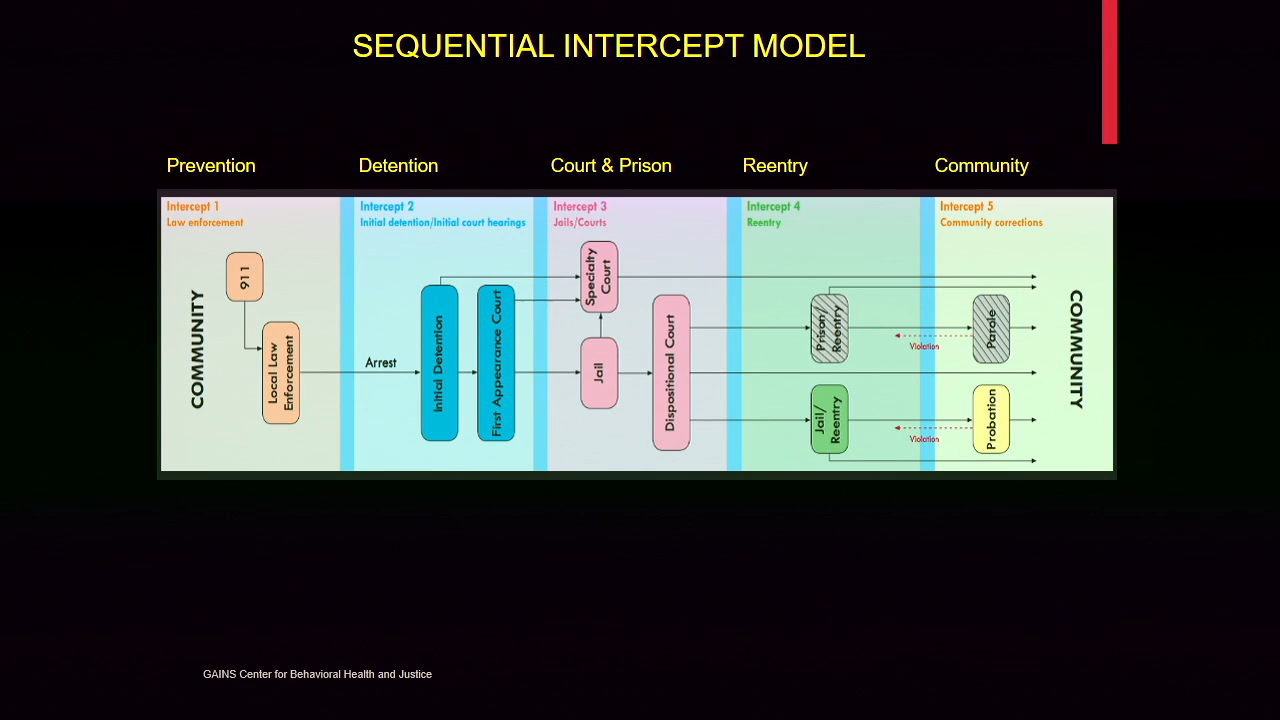 SEQUENTIAL INTERCEPT MODEL
Prevention
Detention
Court & Prison
Reentry
Community
Intercept 1
Law enforcement
Intercept 2
Initial detention/Initial court hearings
Intercept 3
Jails/Courts
Intercept 4
Reentry
Intercept 5
Community corrections
COMMUNITY
911
Local Law
Enforcement
Arrest
Initial Detention
First Appearance Court
Specialty
Court
Jail
Dispositional Court
Prison/
Reentry
Jail/
Reentry
Violation
Violation
Parole
Probation
COMMUNITY
GAINS Center for Behavioral Health and Justice